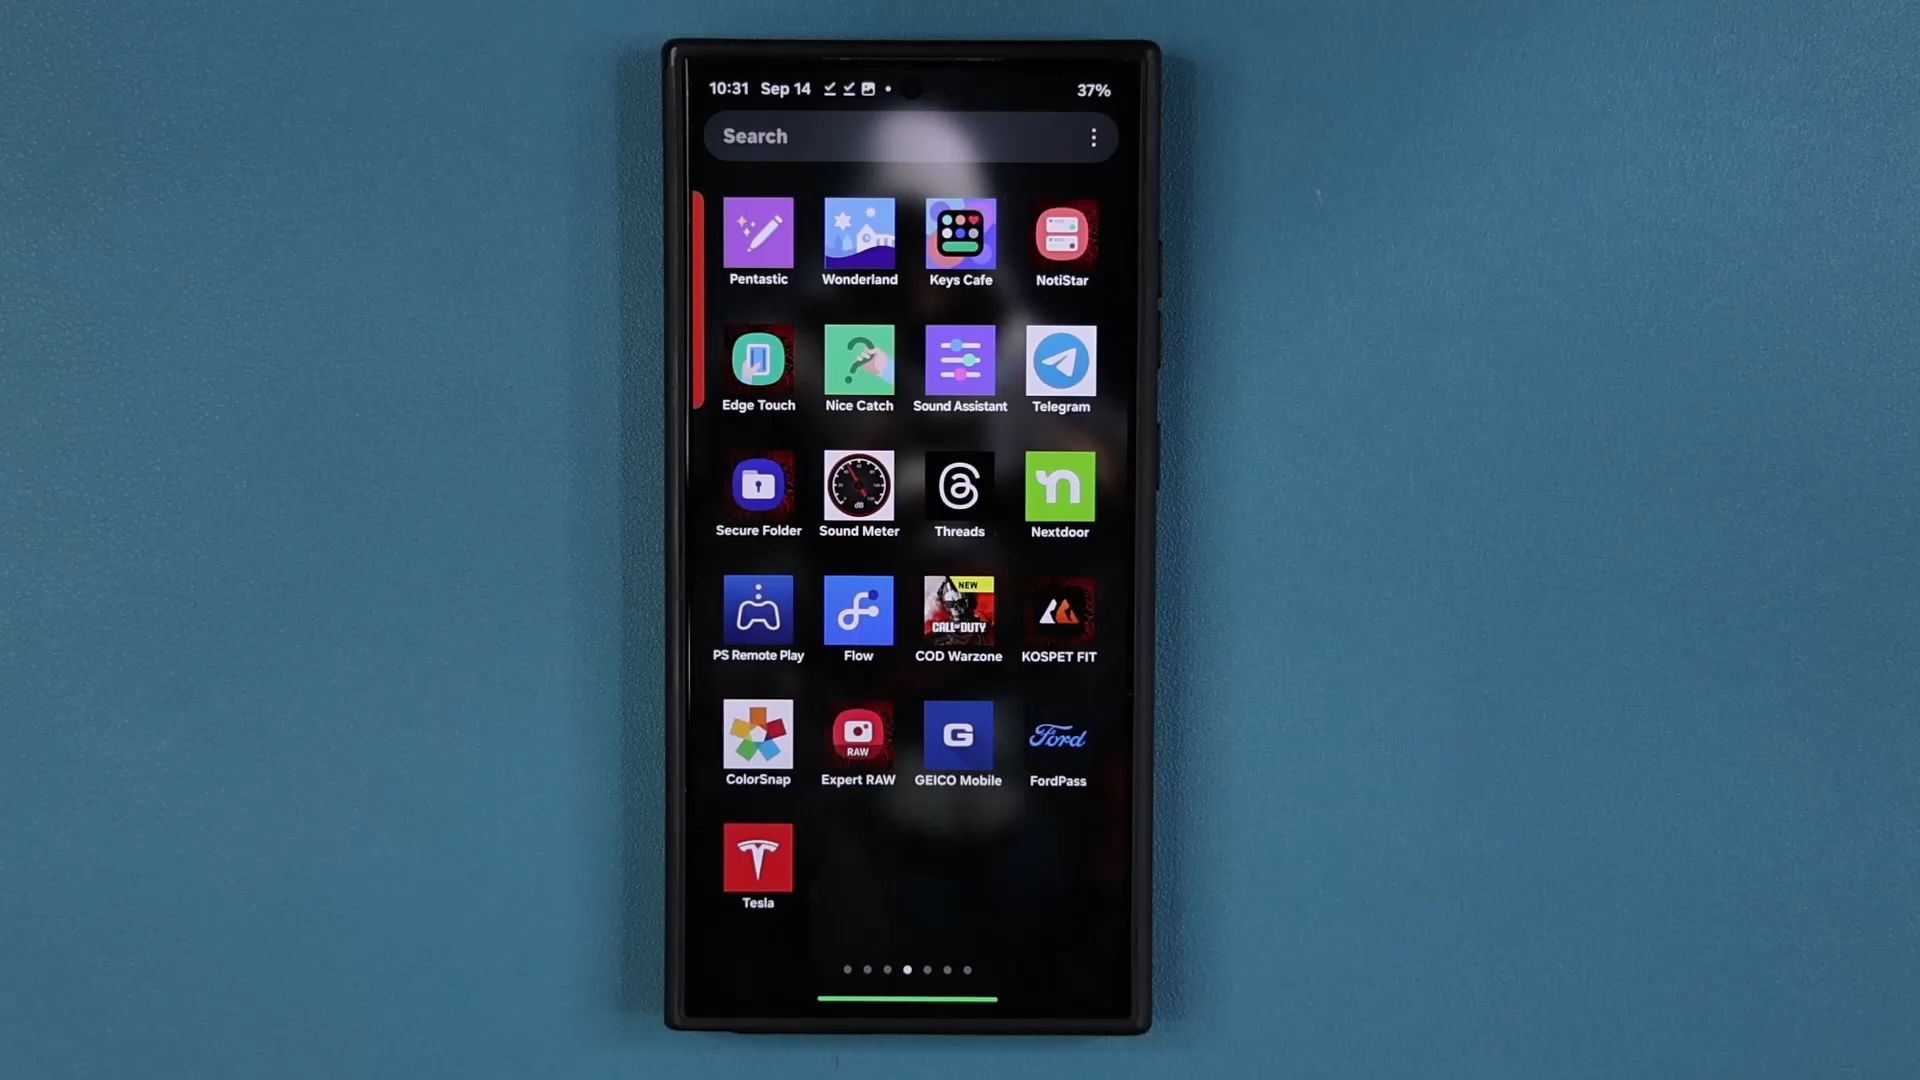 10:31 Sep 14 37%
Search
Pentastic Wonderland Keys Cafe NotiStar
Edge Touch Nice Catch Sound Assistant Telegram
dB
Secure Folder Sound Meter Threads Nextdoor
NEW
CALL OF DUTY
PS Remote Play Flow COD Warzone KOSPET FIT
RAW G Ford
ColorSnap Expert RAW GEICO Mobile FordPass
Tesla